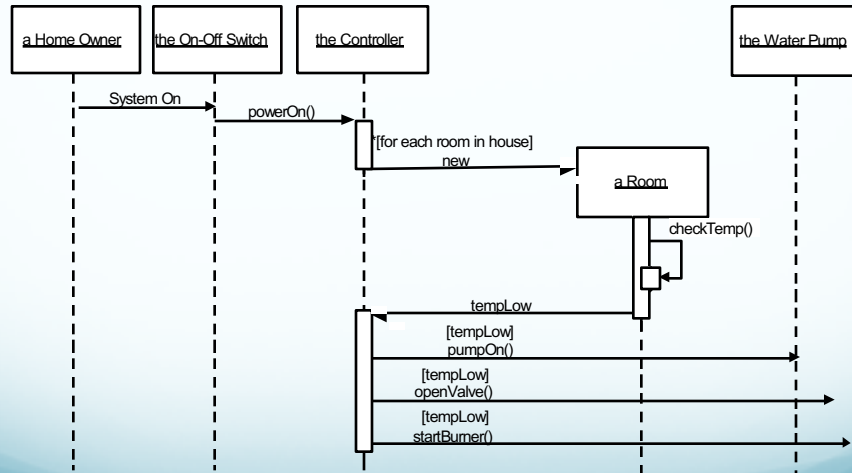 a Home Owner
the On-Off Switch
the Controller
the Water Pump
System On
powerOn()
*[for each room in house]
new
a Room
checkTemp()
tempLow
[tempLow]
pumpOn()
[tempLow]
openValve()
[tempLow]
startBurner()